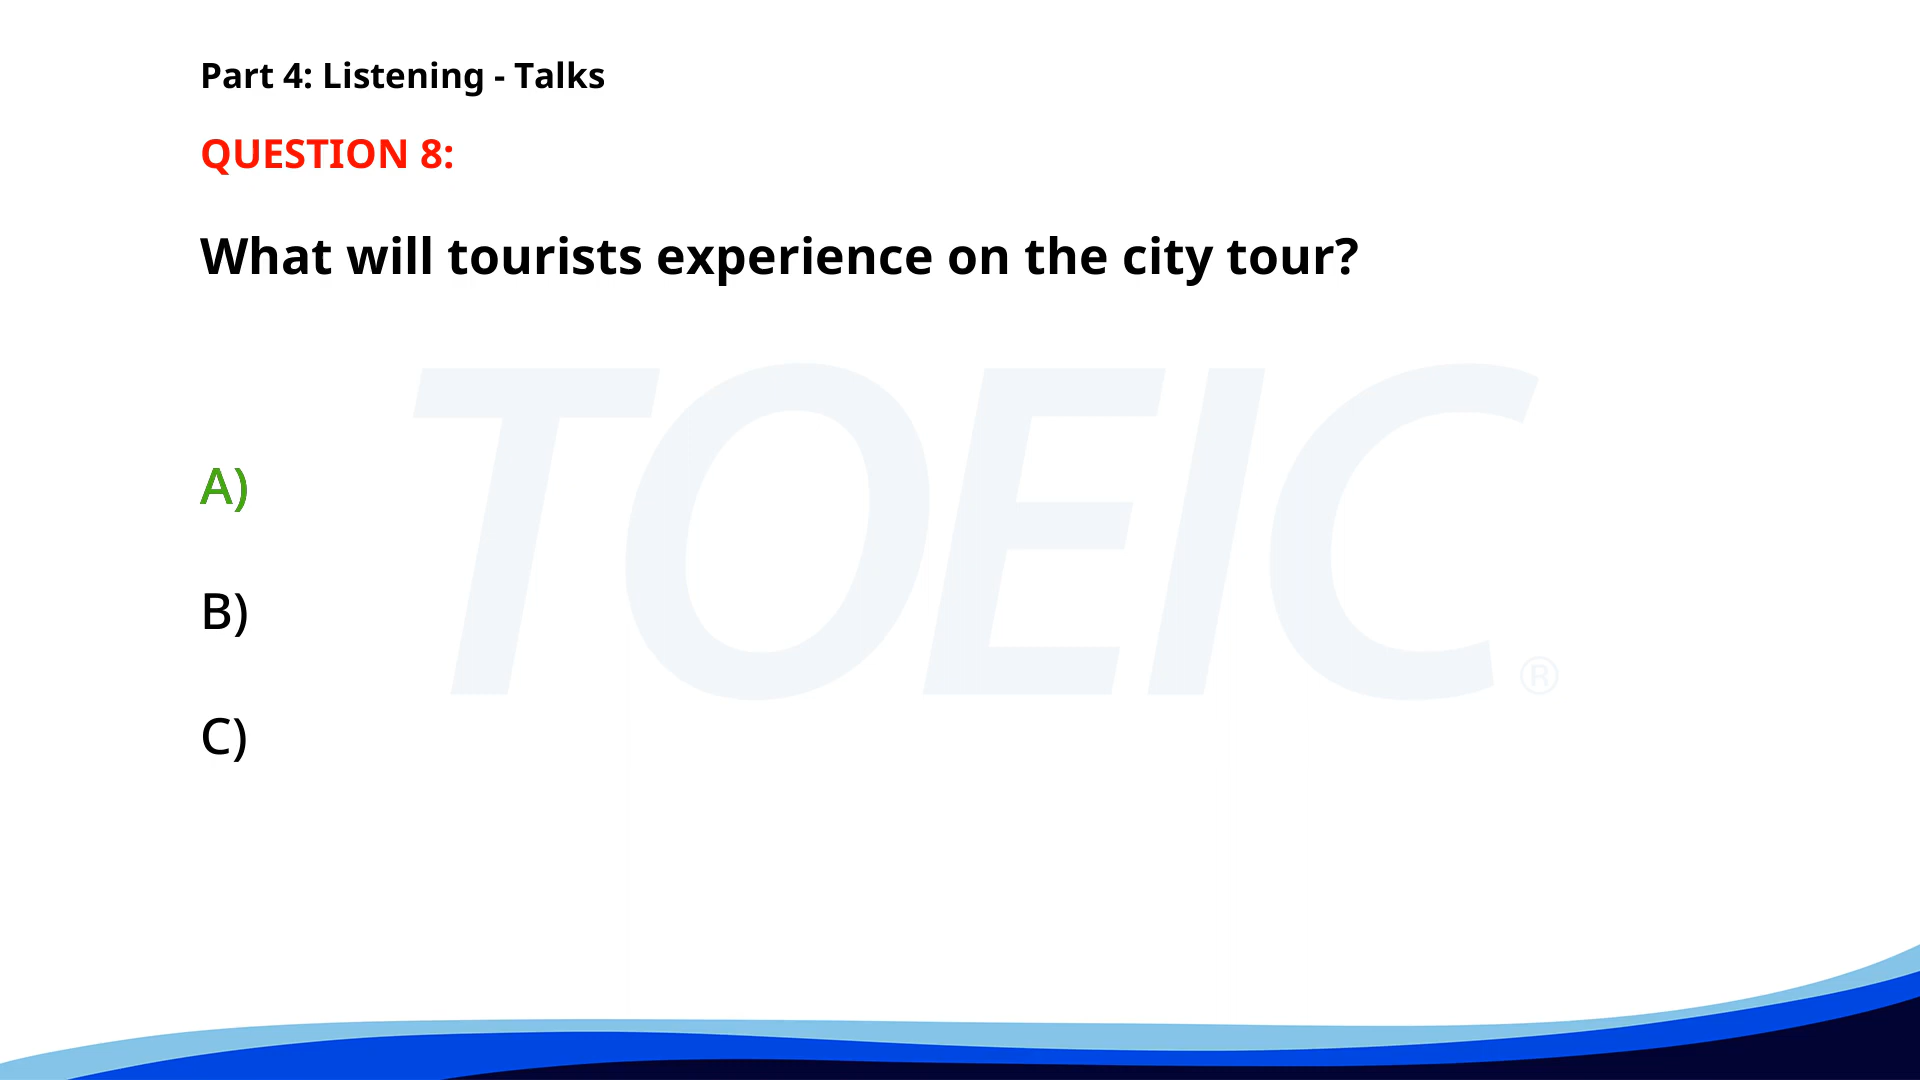 Part 4: Listening - Talks
QUESTION 8:
What will tourists experience on the city tour?
TOEIC ®
A)
B)
C)